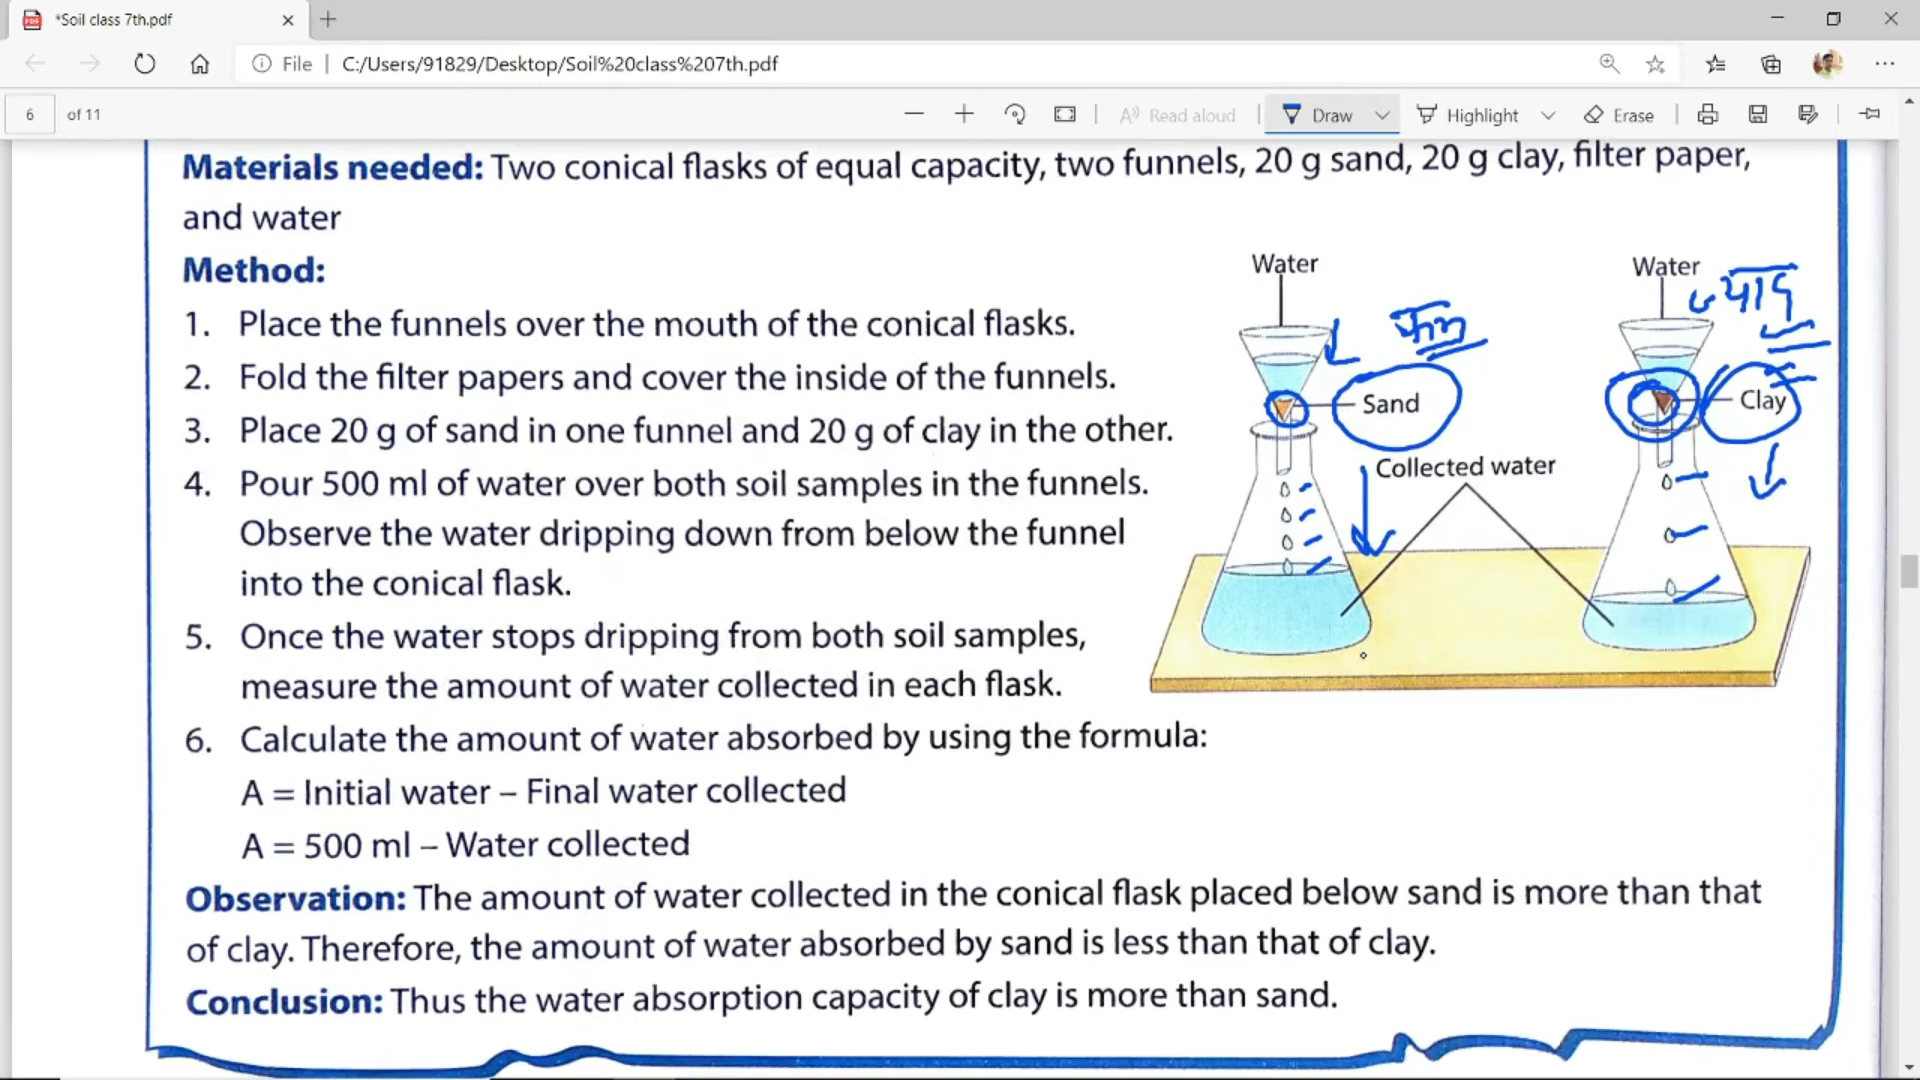 *Soil class 7th.pdf
File | C:/Users/91829/Desktop/Soil%20class%207th.pdf
6 of 11
Read aloud
Draw
Highlight
Erase
Materials needed: Two conical flasks of equal capacity, two funnels, 20 g sand, 20 g clay, filter paper,
and water
Method:
1. Place the funnels over the mouth of the conical flasks.
2. Fold the filter papers and cover the inside of the funnels.
3. Place 20 g of sand in one funnel and 20 g of clay in the other.
4. Pour 500 ml of water over both soil samples in the funnels.
Observe the water dripping down from below the funnel
into the conical flask.
5. Once the water stops dripping from both soil samples,
measure the amount of water collected in each flask.
6. Calculate the amount of water absorbed by using the formula:
A = Initial water – Final water collected
A = 500 ml – Water collected
Water
Water
Sand
Clay
Collected water
Observation: The amount of water collected in the conical flask placed below sand is more than that
of clay. Therefore, the amount of water absorbed by sand is less than that of clay.
Conclusion: Thus the water absorption capacity of clay is more than sand.